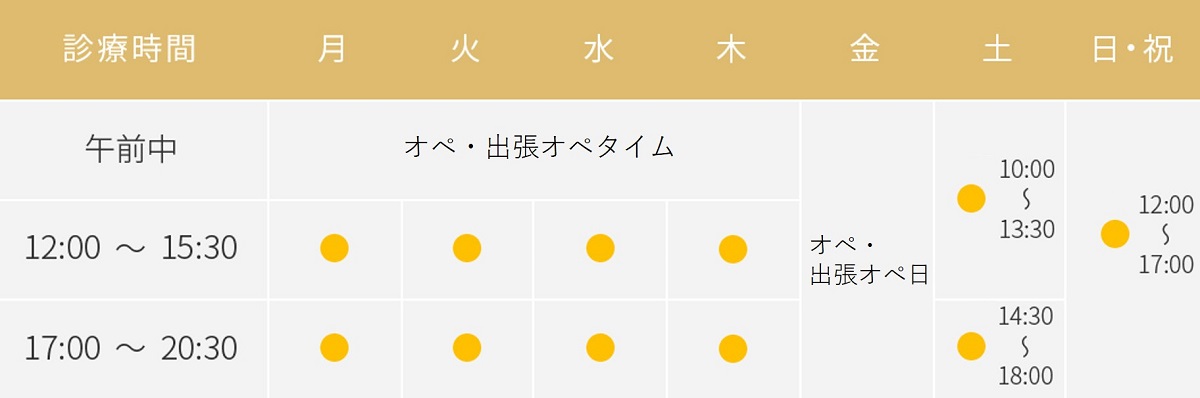 診療時間 月 火 水 木 金 土 日・祝
午前中 オペ・出張オペタイム
12:00 ～ 15:30 ● ● ● ●
17:00 ～ 20:30 ● ● ● ●
オペ・
出張オペ日
● 10:00
～
13:30
● 14:30
～
18:00
● 12:00
～
17:00